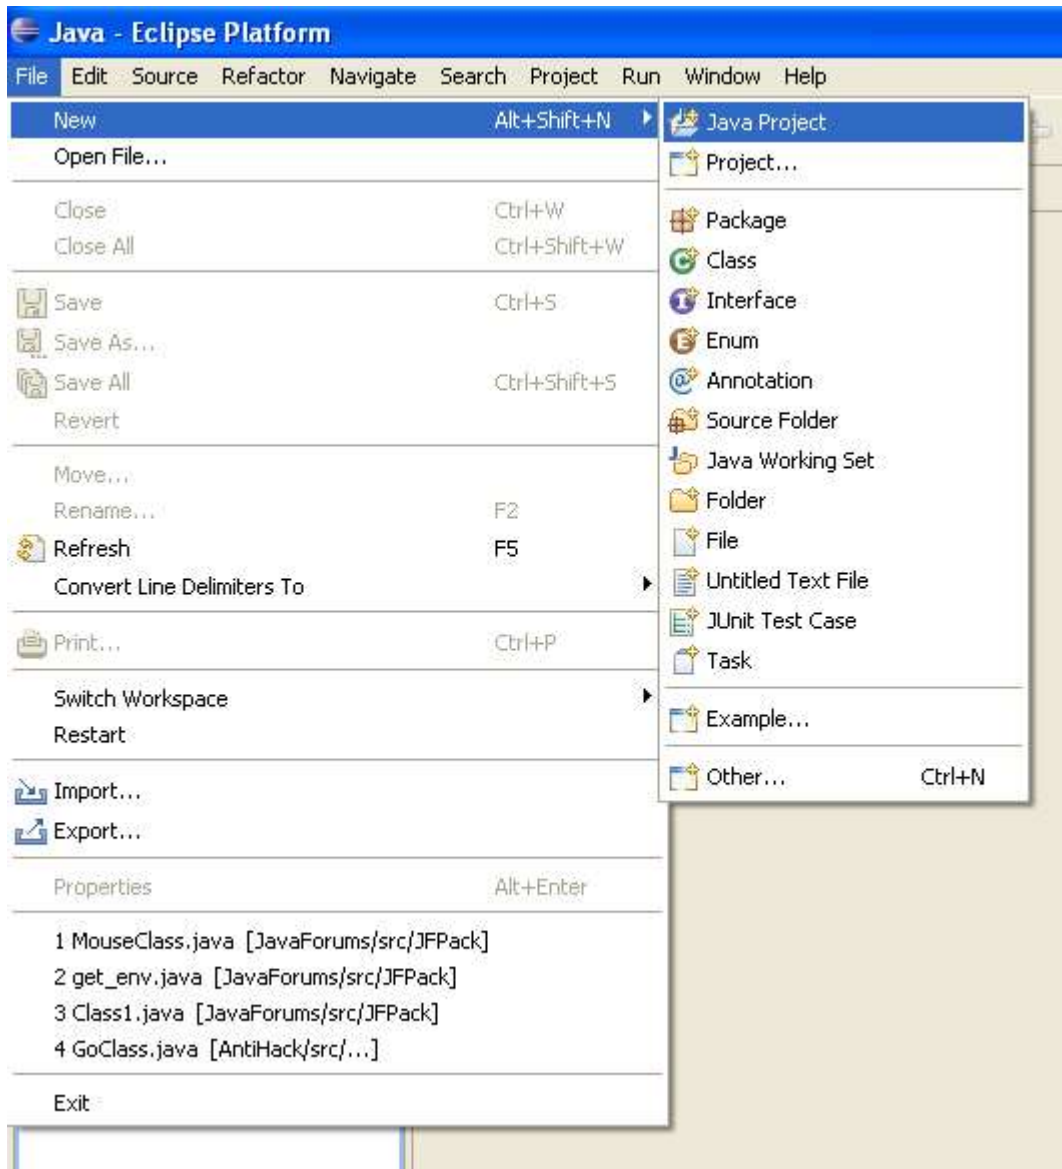 Java - Eclipse Platform
File Edit Source Refactor Navigate Search Project Run Window Help
New Alt+Shift+N
Open File...
Close Ctrl+W
Close All Ctrl+Shift+W
Save Ctrl+S
Save As...
Save All Ctrl+Shift+S
Revert
Move...
Rename... F2
Refresh F5
Convert Line Delimiters To
Print... Ctrl+P
Switch Workspace
Restart
Import...
Export...
Properties Alt+Enter
1 MouseClass.java [JavaForums/src/JFPack]
2 get_env.java [JavaForums/src/JFPack]
3 Class1.java [JavaForums/src/JFPack]
4 GoClass.java [AntiHack/src/...]
Exit
Java Project
Project...
Package
Class
Interface
Enum
Annotation
Source Folder
Java Working Set
Folder
File
Untitled Text File
JUnit Test Case
Task
Example...
Other... Ctrl+N